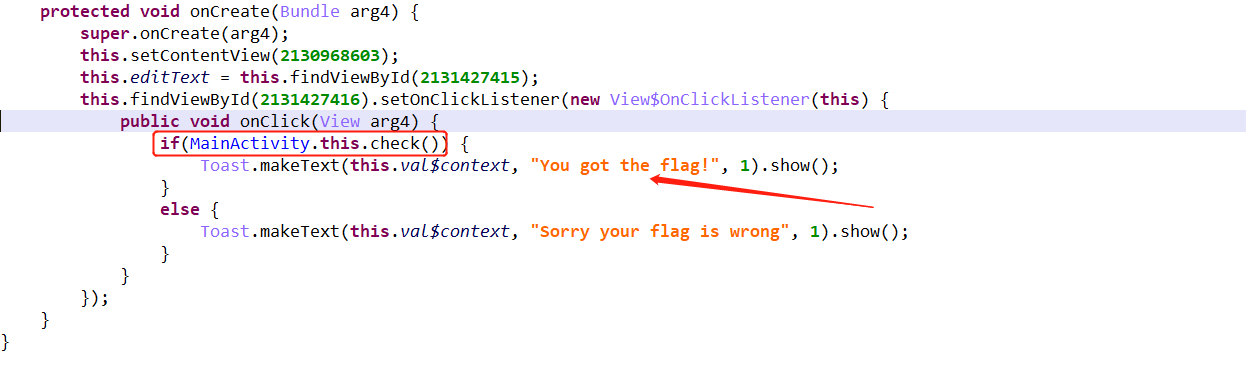 protected void onCreate(Bundle arg4) {
super.onCreate(arg4);
this.setContentView(2130968603);
this.editText = this.findViewById(2131427415);
this.findViewById(2131427416).setOnClickListener(new View$OnClickListener(this) {
public void onClick(View arg4) {
if(MainActivity.this.check()) {
Toast.makeText(this.val$context, "You got the flag!", 1).show();
}
else {
Toast.makeText(this.val$context, "Sorry your flag is wrong", 1).show();
}
}
});
}
}